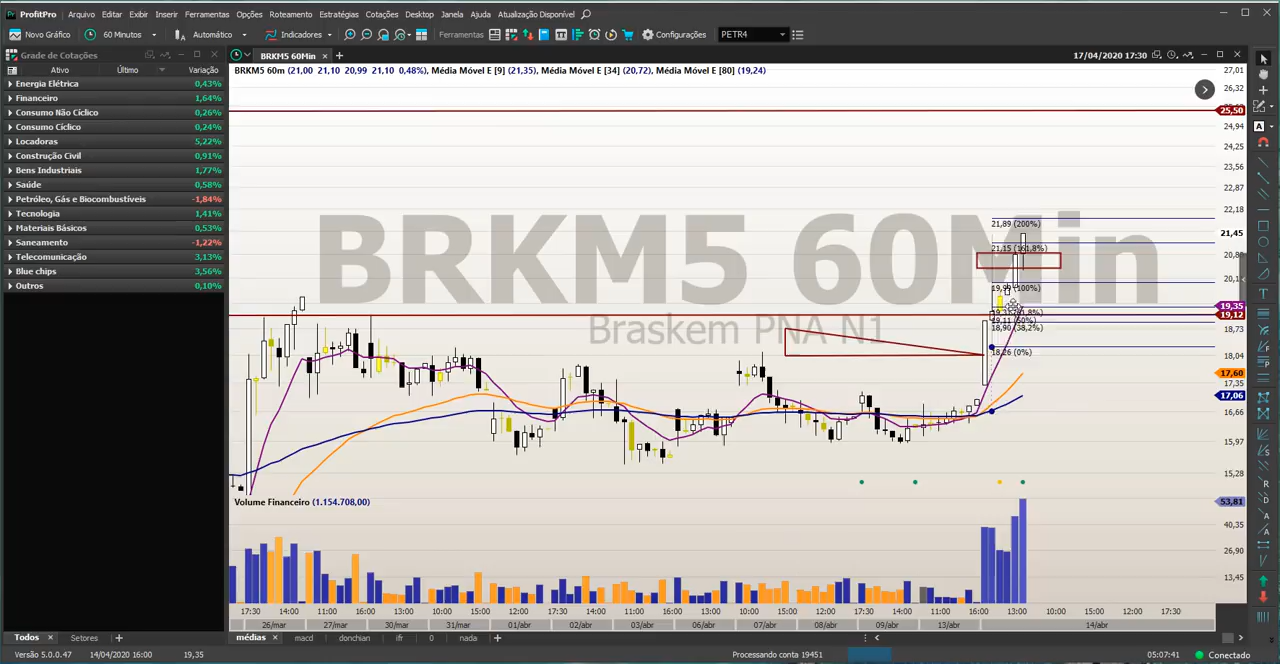 ProfitPro Arquivo Editar Exibir Inserir Ferramentas Opções Roteamento Estratégias Cotações Desktop Janela Ajuda Atualização Disponível
Novo Gráfico 60 Minutos Automático Indicadores Ferramentas Configurações PETR4
Grade de Cotações
BRKM5 60Min
17/04/2020 17:30
Ativo Último Variação
BRKM5 60m (21,00 21,10 20,99 21,10 0,48%), Média Móvel E [9] (21,35), Média Móvel E [34] (20,72), Média Móvel E [80] (19,24)
Energia Elétrica 0,43%
Financeiro 1,64%
Consumo Não Cíclico 0,26%
Consumo Cíclico 0,24%
Locadoras 5,22%
Construção Civil 0,91%
Bens Industriais 1,77%
Saúde 0,58%
Petróleo, Gás e Biocombustíveis -1,84%
Tecnologia 1,41%
Materiais Básicos 0,53%
Saneamento -1,22%
Telecomunicação 3,13%
Blue chips 3,56%
Outros 0,10%
BRKM5 60Min
Braskem PNA N1
21,89 (200%)
21,15 (161,8%)
19,99 (100%)
19,11 (50%)
18,90 (38,2%)
18,26 (0%)
27,01
26,32
25,50
24,94
24,25
23,56
22,87
22,18
21,45
20,80
19,35
19,12
18,73
18,04
17,60
17,35
17,06
16,66
15,97
15,28
Volume Financeiro (1.154.708,00)
53,81
40,35
26,90
13,45
17:30 14:00 11:00 16:00 13:00 10:00 15:00 12:00 17:30 14:00 11:00 16:00 13:00 10:00 15:00 12:00 17:30 14:00 11:00 16:00 13:00 10:00 15:00 12:00 17:30
26/mar 27/mar 30/mar 31/mar 01/abr 02/abr 03/abr 06/abr 07/abr 08/abr 09/abr 13/abr 14/abr
Todos Setores
médias macd donchian ifr 0 nada
Versão 5.0.0.47 14/04/2020 16:00 19,35 Processando conta 19451 05:07:41 Conectado